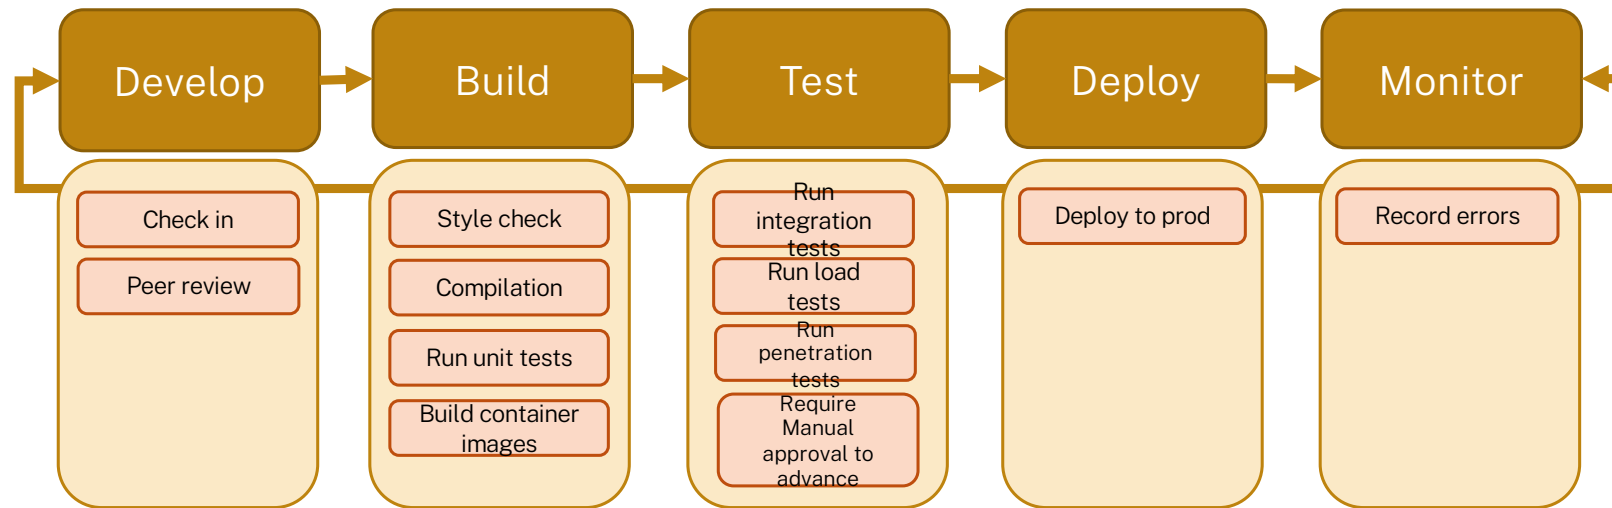 Develop
Build
Test
Deploy
Monitor
Check in
Peer review
Style check
Compilation
Run unit tests
Build container
images
Run
integration
tests
Run load
tests
Run
penetration
tests
Require
Manual
approval to
advance
Deploy to prod
Record errors